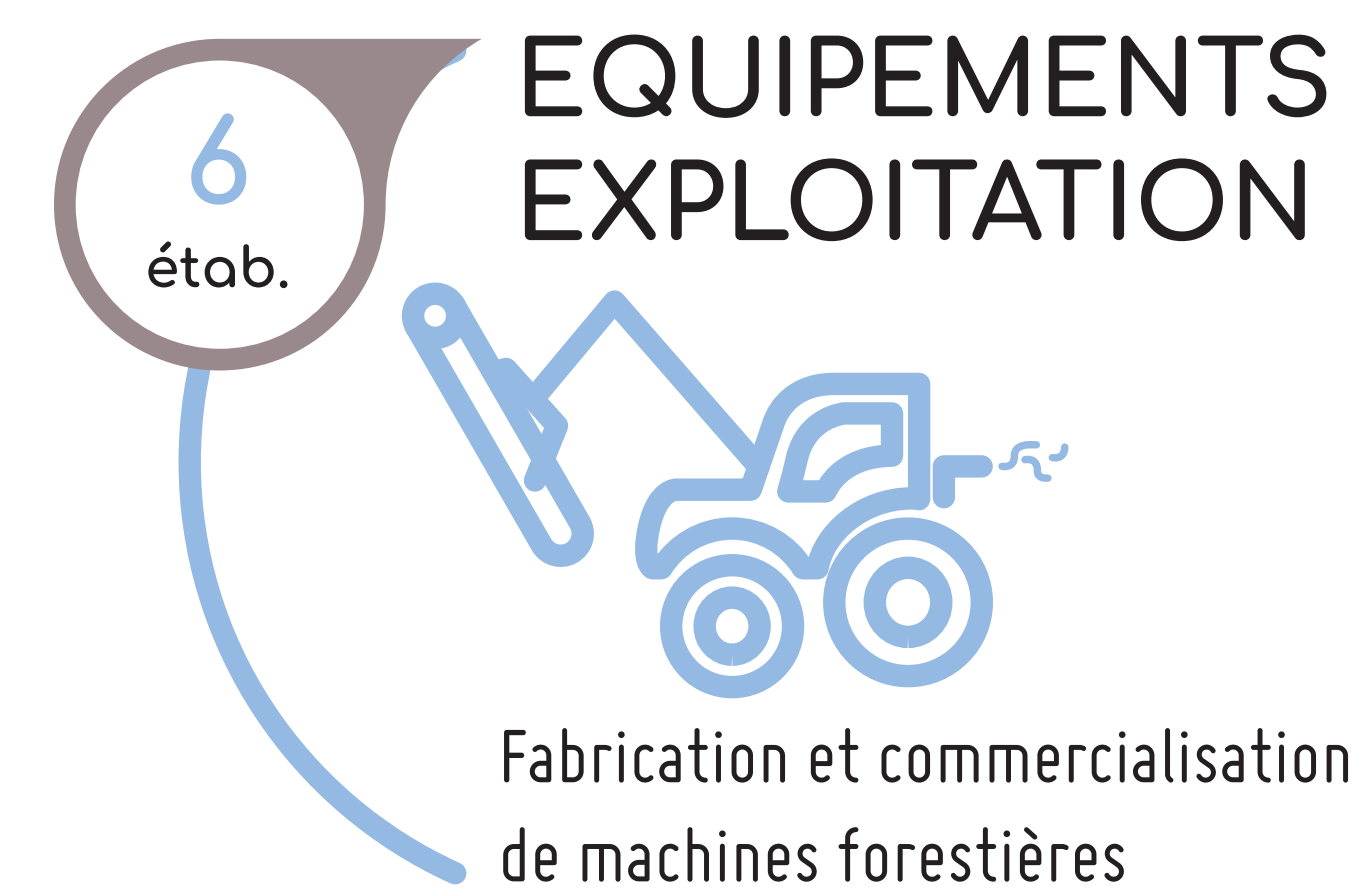 6
étab.
EQUIPEMENTS
EXPLOITATION
Fabrication et commercialisation
de machines forestières